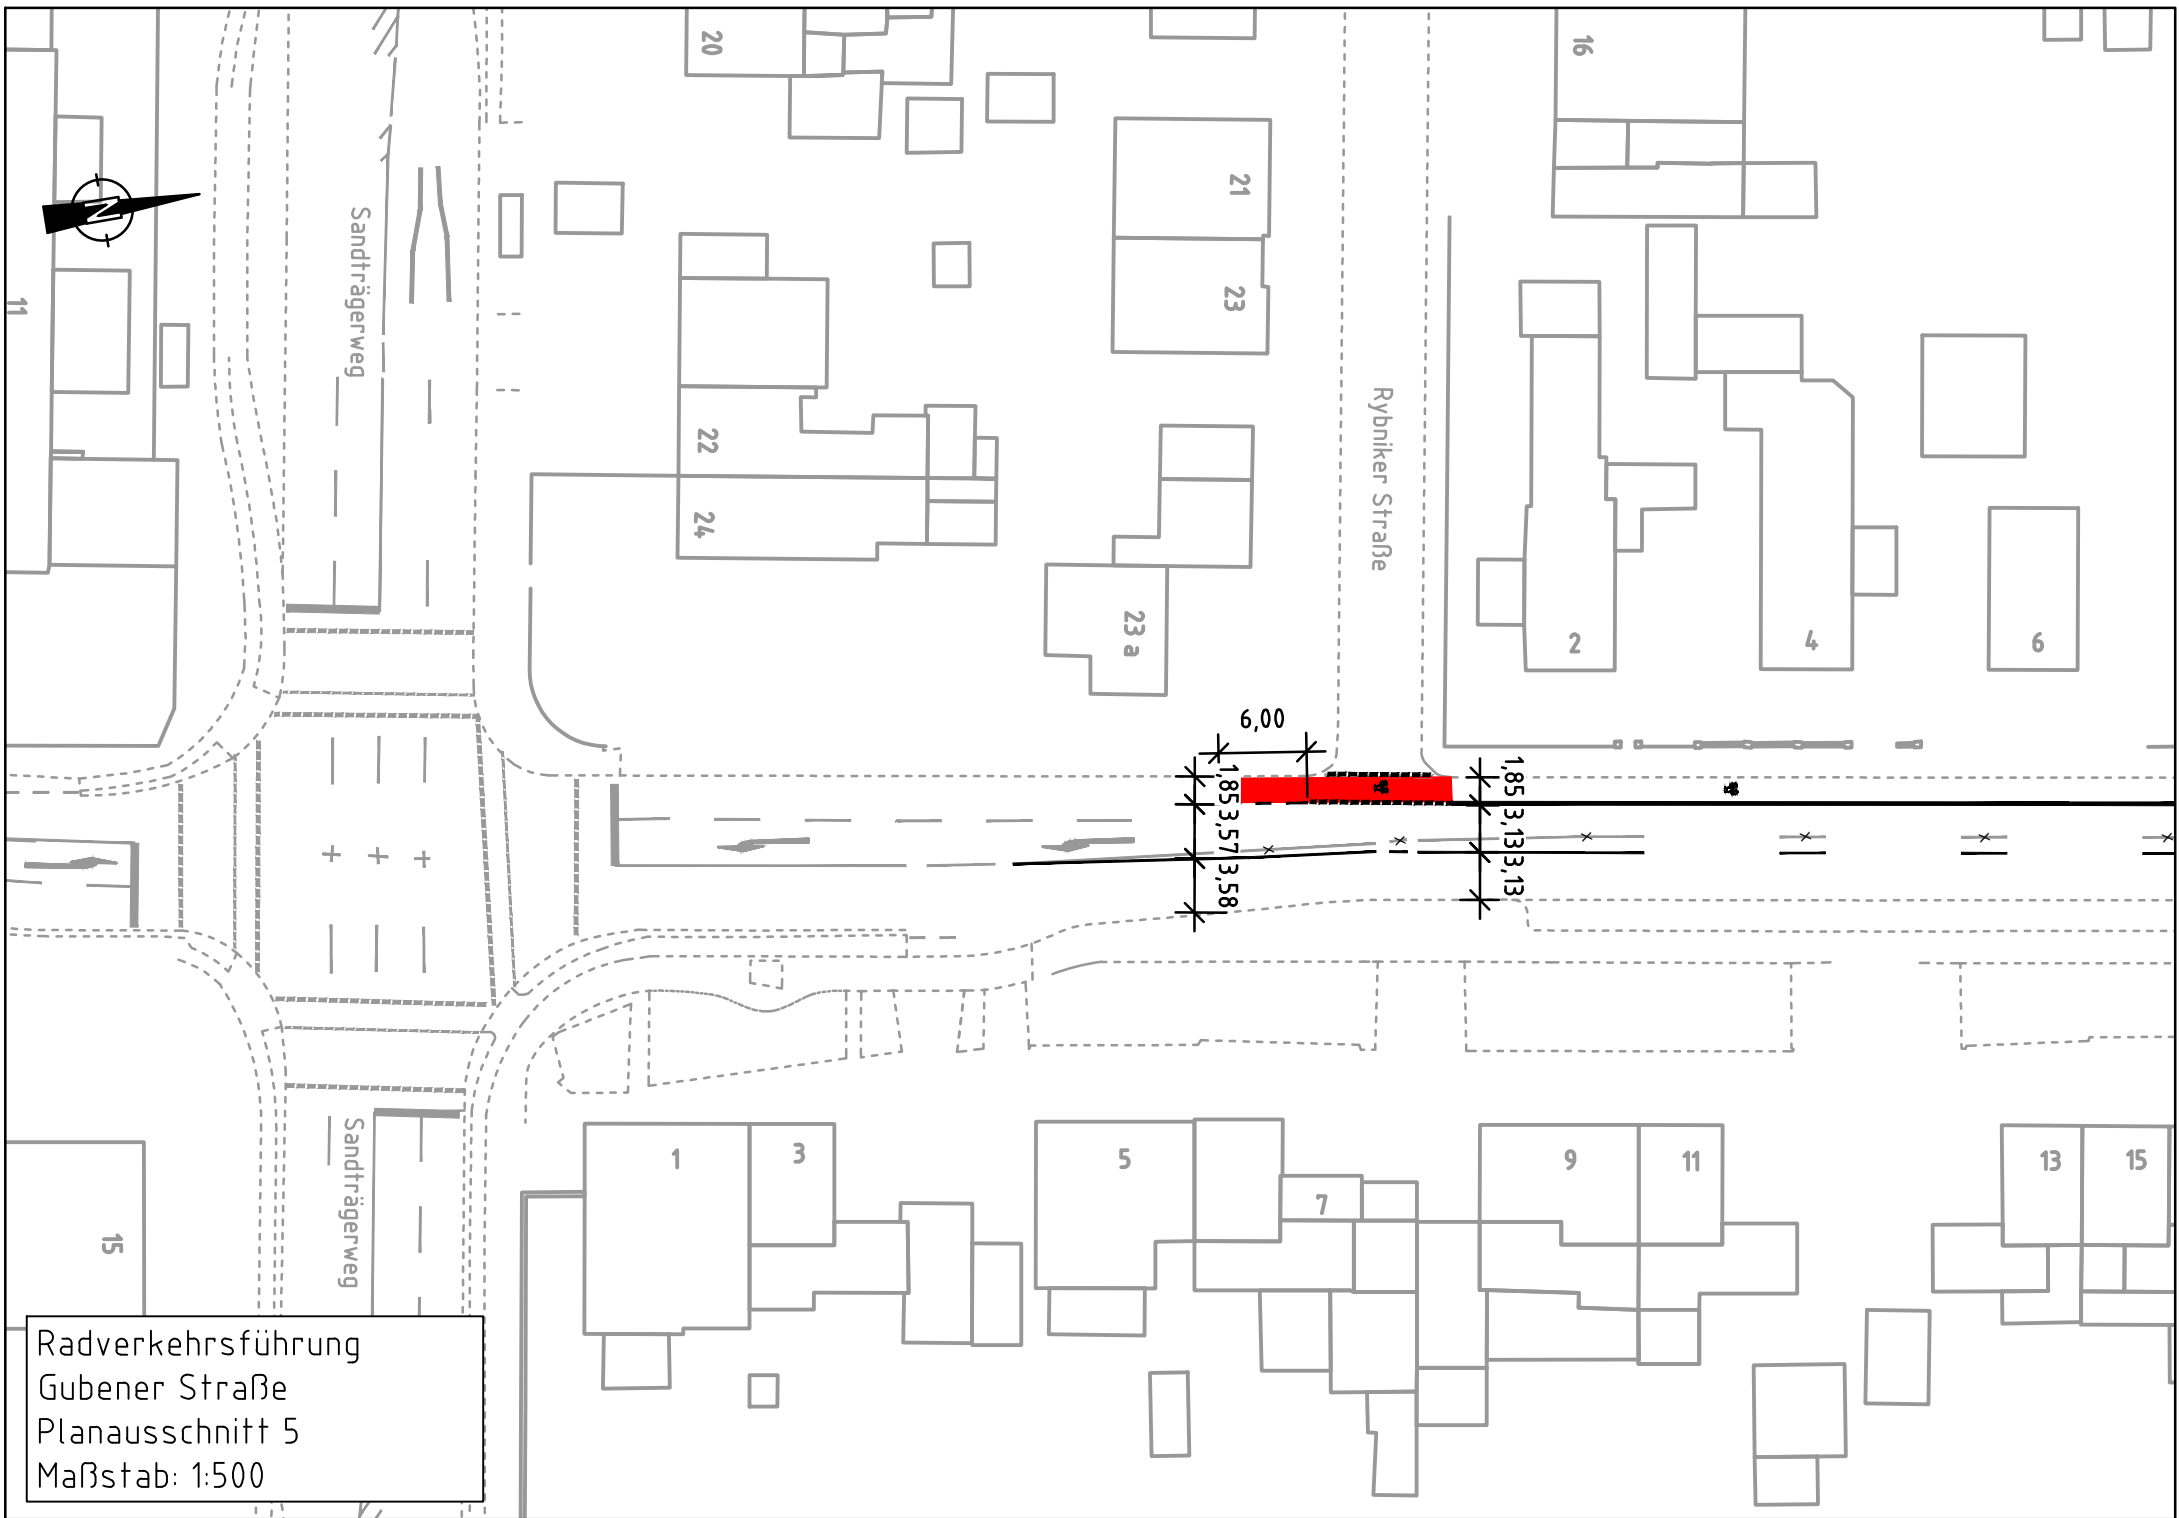 20
16
21
Sandträgerweg
23
11
Rybniker Straße
22
24
23 a
2
4
6
6,00
1,85
3,57
3,58
1,85
3,13
3,13
1
3
5
7
9
11
13
15
Sandträgerweg
15
Radverkehrsführung
Gubener Straße
Planausschnitt 5
Maßstab: 1:500
N